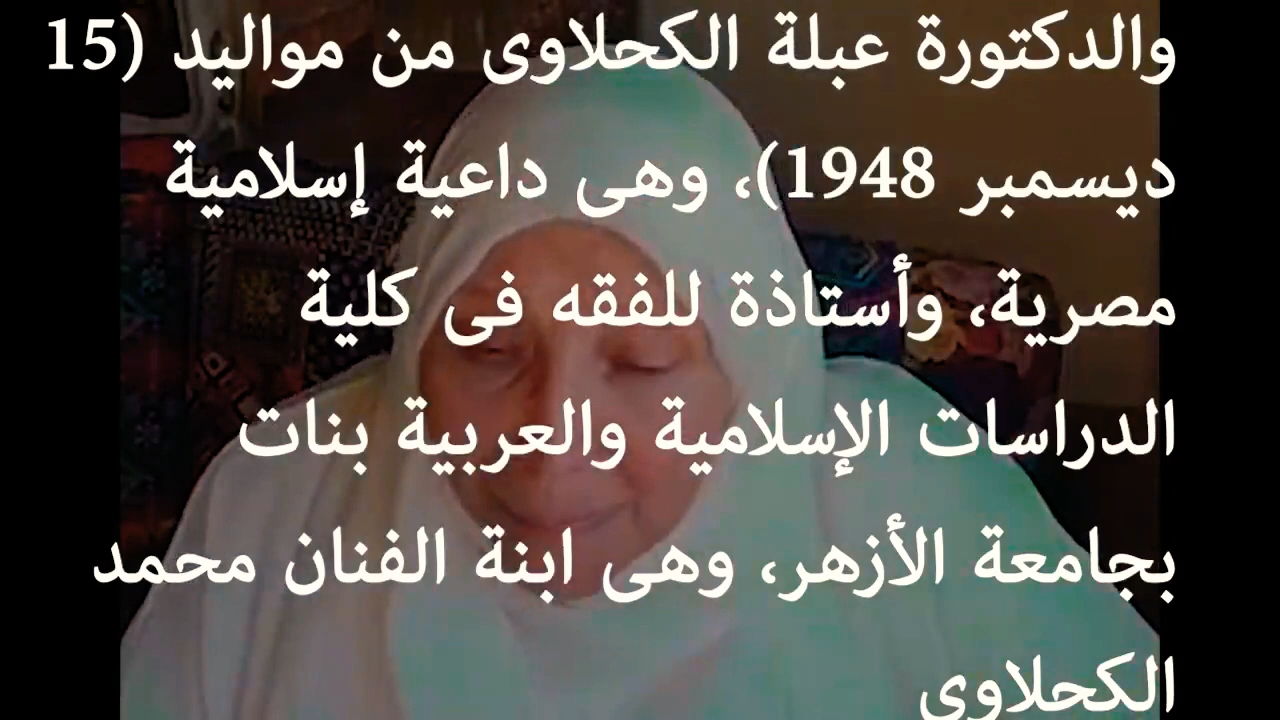 والدكتورة عبلة الكحلاوى من مواليد (15
ديسمبر 1948)، وهى داعية إسلامية
مصرية، وأستاذة للفقه فى كلية
الدراسات الإسلامية والعربية بنات
بجامعة الأزهر، وهى ابنة الفنان محمد
الكحلاوى